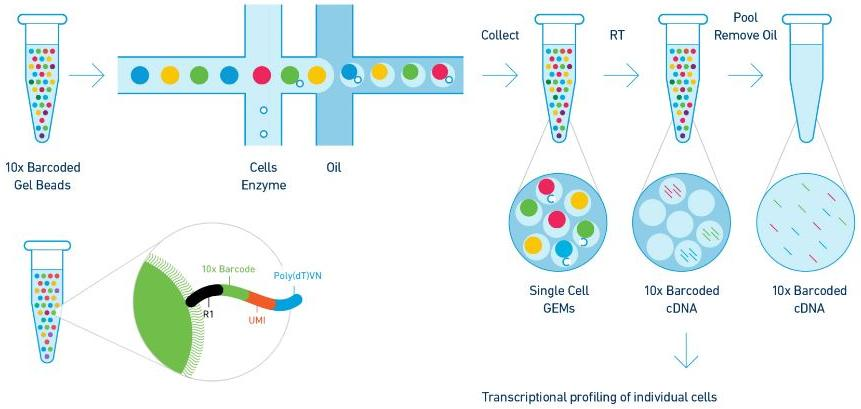 Collect
RT
Pool
Remove Oil
10x Barcoded
Gel Beads
Cells
Enzyme
Oil
10x Barcode
Poly(dT)VN
R1
UMI
Single Cell
GEMs
10x Barcoded
cDNA
10x Barcoded
cDNA
Transcriptional profiling of individual cells